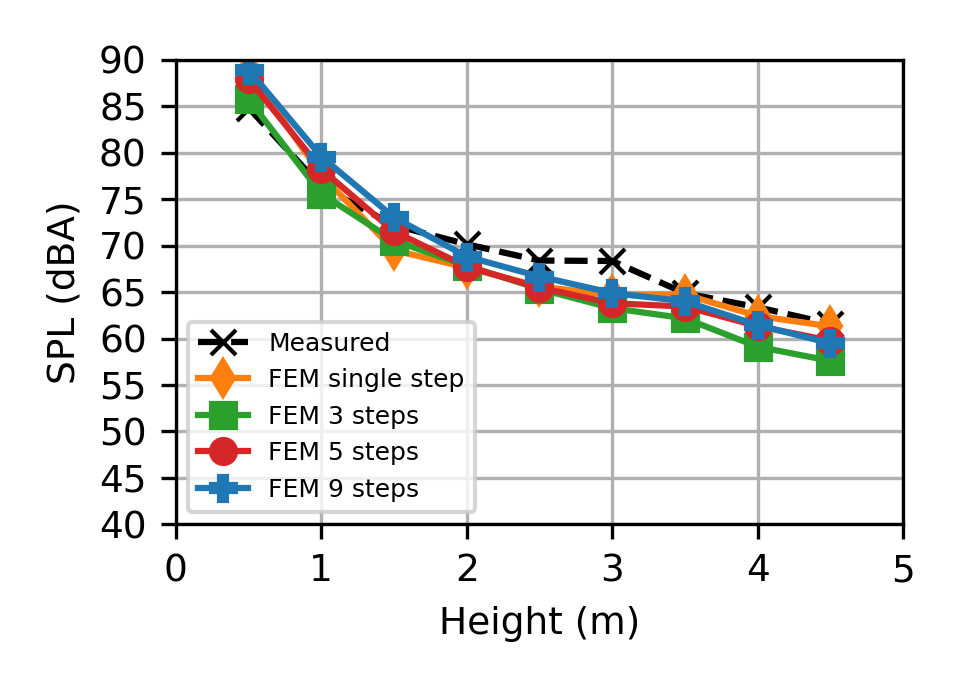 90
85
80
75
70
65
60
55
50
45
40
SPL (dBA)
Measured
FEM single step
FEM 3 steps
FEM 5 steps
FEM 9 steps
0 1 2 3 4 5
Height (m)